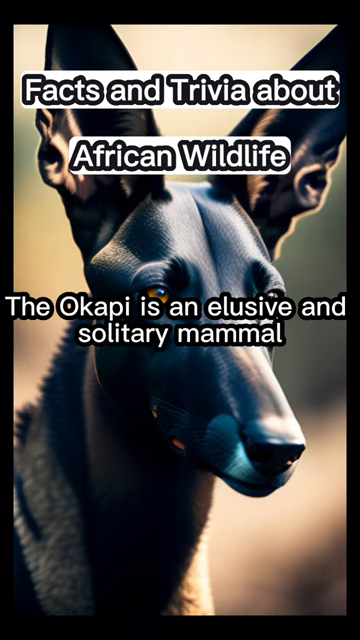 Facts and Trivia about
African Wildlife
The Okapi is an elusive and
solitary mammal